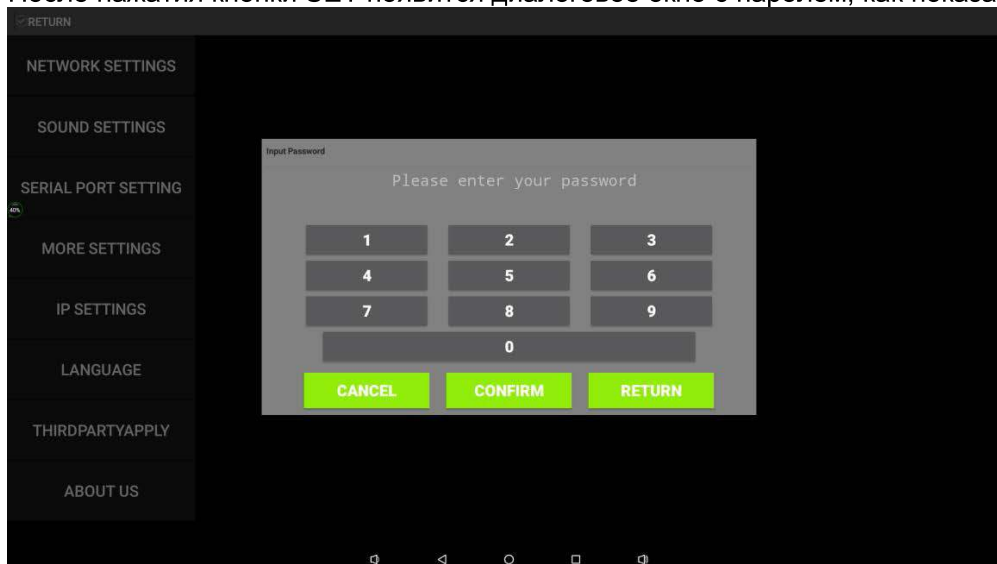 После нажатия кнопки SET появится диалоговое окно с паролем, как показа
RETURN
NETWORK SETTINGS
SOUND SETTINGS
SERIAL PORT SETTING
40%
MORE SETTINGS
IP SETTINGS
LANGUAGE
THIRDPARTYAPPLY
ABOUT US
Input Password
Please enter your password
1 2 3
4 5 6
7 8 9
0
CANCEL CONFIRM RETURN